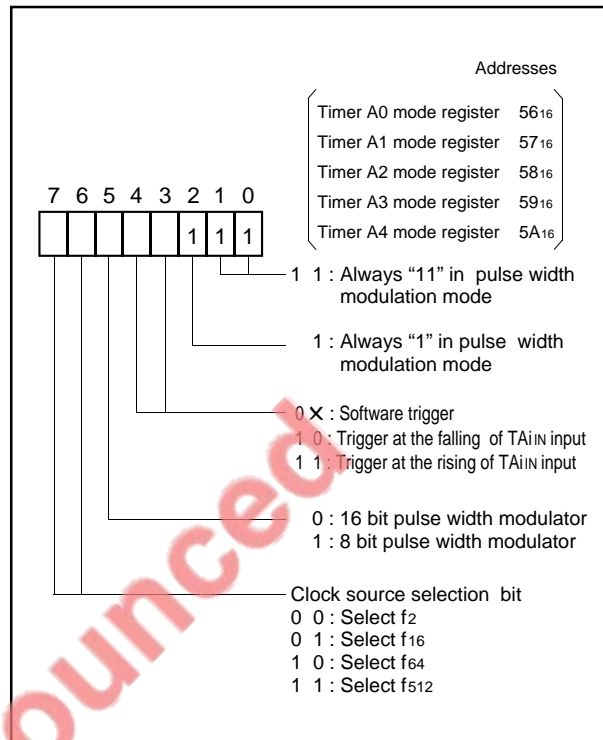 Addresses
Timer A0 mode register 5616
Timer A1 mode register 5716
Timer A2 mode register 5816
Timer A3 mode register 5916
Timer A4 mode register 5A16
7 6 5 4 3 2 1 0
1 1 1
1 1 : Always “11” in pulse width
modulation mode
1 : Always “1” in pulse width
modulation mode
0 × : Software trigger
1 0 : Trigger at the falling of TAiIN input
1 1 : Trigger at the rising of TAiIN input
0 : 16 bit pulse width modulator
1 : 8 bit pulse width modulator
Clock source selection bit
0 0 : Select f2
0 1 : Select f16
1 0 : Select f64
1 1 : Select f512
ounced